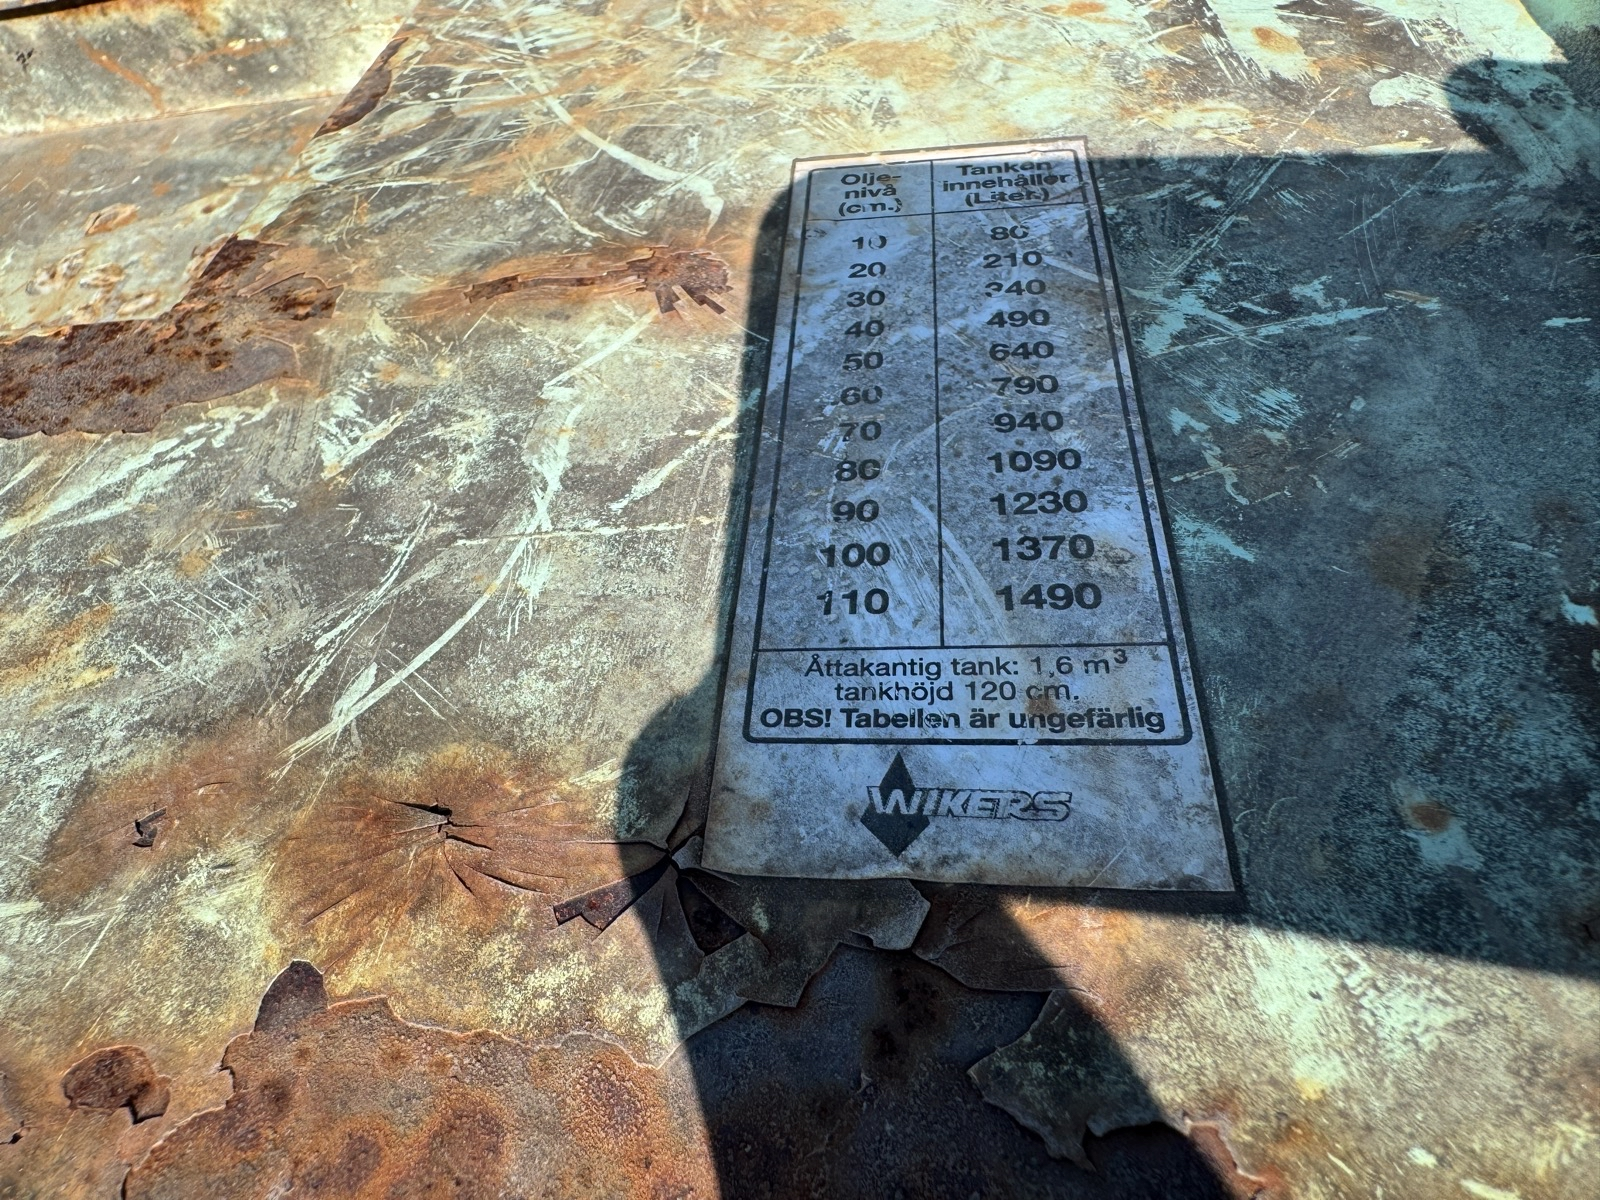 Olje-
nivå
(cm.)
Tanken
innehåller
(Liter.)
10 80
20 210
30 340
40 490
50 640
60 790
70 940
80 1090
90 1230
100 1370
110 1490
Åttakantig tank: 1,6 m³
tankhöjd 120 cm.
OBS! Tabellen är ungefärlig
WIKERS